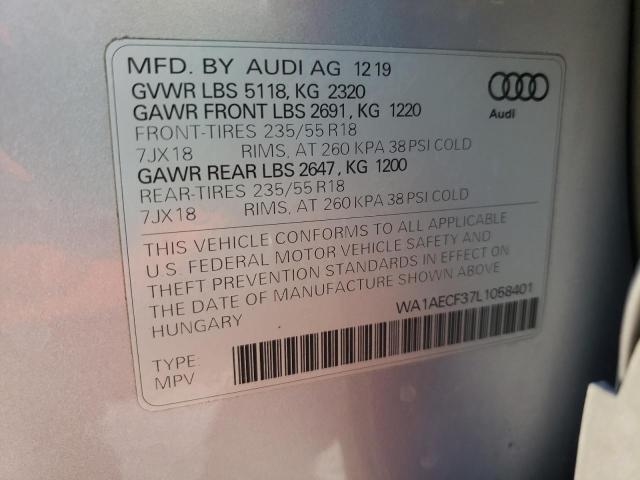 MFD. BY AUDI AG 12 19
GVWR LBS 5118, KG 2320
GAWR FRONT LBS 2691, KG 1220
FRONT-TIRES 235/55 R18
7JX18 RIMS, AT 260 KPA 38 PSI COLD
GAWR REAR LBS 2647, KG 1200
REAR-TIRES 235/55 R18
7JX18 RIMS, AT 260 KPA 38 PSI COLD
Audi
THIS VEHICLE CONFORMS TO ALL APPLICABLE
U.S. FEDERAL MOTOR VEHICLE SAFETY AND
THEFT PREVENTION STANDARDS IN EFFECT ON
THE DATE OF MANUFACTURE SHOWN ABOVE
HUNGARY
WA1AECF37L1058401
TYPE:
MPV